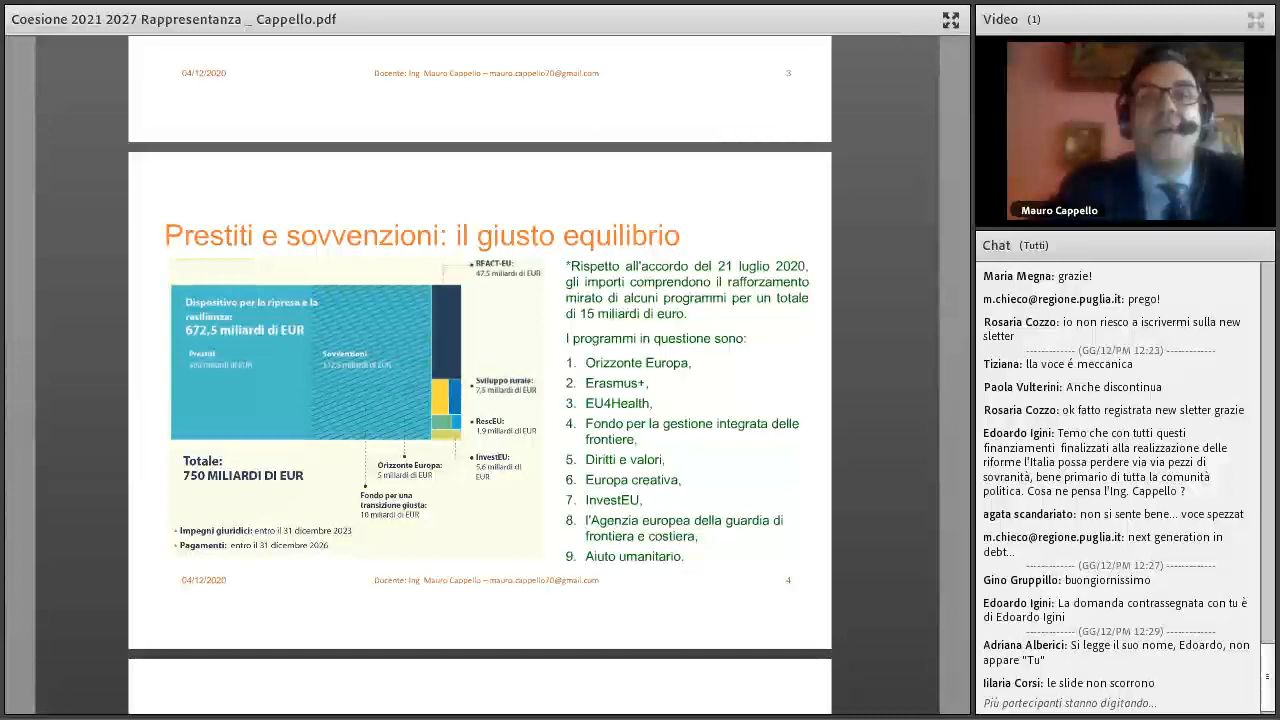 Coesione 2021 2027 Rappresentanza _ Cappello.pdf
04/12/2020
Docente: Ing Mauro Cappello – mauro.cappello70@gmail.com
3
Prestiti e sovvenzioni: il giusto equilibrio
REACT-EU:
47,5 miliardi di EUR
Dispositivo per la ripresa e la
resilienza:
672,5 miliardi di EUR
Prestiti
Sovvenzioni
Sviluppo rurale:
7,5 miliardi di EUR
RescEU:
1,9 miliardi di EUR
InvestEU:
5,6 miliardi di
EUR
Orizzonte Europa:
5 miliardi di EUR
Fondo per una
transizione giusta:
10 miliardi di EUR
Totale:
750 MILIARDI DI EUR
• Impegni giuridici: entro il 31 dicembre 2023
• Pagamenti: entro il 31 dicembre 2026
*Rispetto all'accordo del 21 luglio 2020,
gli importi comprendono il rafforzamento
mirato di alcuni programmi per un totale
di 15 miliardi di euro.
I programmi in questione sono:
1. Orizzonte Europa,
2. Erasmus+,
3. EU4Health,
4. Fondo per la gestione integrata delle
frontiere,
5. Diritti e valori,
6. Europa creativa,
7. InvestEU,
8. l'Agenzia europea della guardia di
frontiera e costiera,
9. Aiuto umanitario.
04/12/2020
Docente: Ing Mauro Cappello – mauro.cappello70@gmail.com
4
Video (1)
Mauro Cappello
Chat (Tutti)
Maria Megna: grazie!
m.chieco@regione.puglia.it: prego!
Rosaria Cozzo: io non riesco a iscrivermi sulla new
sletter
------------- (GG/12/PM 12:23) -------------
Tiziana: lla voce é meccanica
Paola Vulterini: Anche discontinua
Rosaria Cozzo: ok fatto registrata new sletter grazie
Edoardo Igini: Temo che con tutti questi
finanziamenti finalizzati alla realizzazione delle
riforme l'Italia possa perdere via via pezzi di
sovranità, bene primario di tutta la comunità
politica. Cosa ne pensa l'Ing. Cappello ?
agata scandariato: non si sente bene... voce spezzat
m.chieco@regione.puglia.it: next generation in
debt...
------------- (GG/12/PM 12:27) -------------
Gino Gruppillo: buongiornissimo
Edoardo Igini: La domanda contrassegnata con tu è
di Edoardo Igini
------------- (GG/12/PM 12:29) -------------
Adriana Alberici: Si legge il suo nome, Edoardo, non
appare "Tu"
Iilaria Corsi: le slide non scorrono
Più partecipanti stanno digitando...